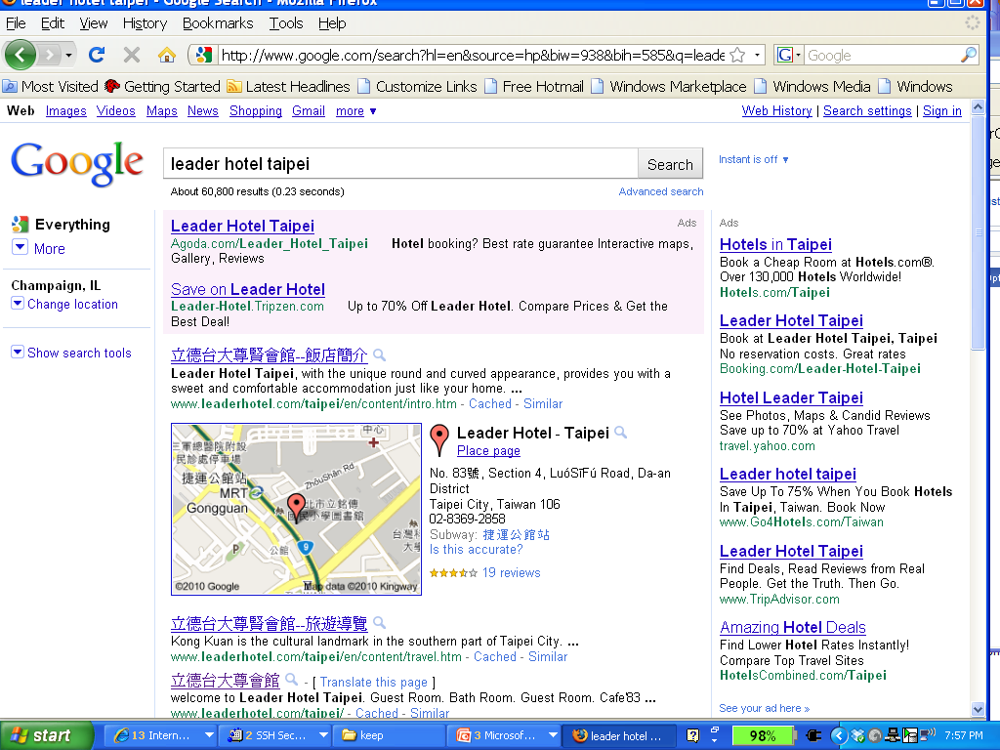 leader hotel taipei - Google Search - Mozilla Firefox
File Edit View History Bookmarks Tools Help
http://www.google.com/search?hl=en&source=hp&biw=938&bih=585&q=leade
Google
Most Visited Getting Started Latest Headlines Customize Links Free Hotmail Windows Marketplace Windows Media Windows
Web Images Videos Maps News Shopping Gmail more ▼
Web History | Search settings | Sign in
Google
leader hotel taipei
Search
Instant is off ▼
About 60,800 results (0.23 seconds)
Advanced search
Everything
More
Champaign, IL
Change location
Show search tools
Ads
Leader Hotel Taipei
Agoda.com/Leader_Hotel_Taipei Hotel booking? Best rate guarantee Interactive maps,
Gallery, Reviews
Save on Leader Hotel
Leader-Hotel.Tripzen.com Up to 70% Off Leader Hotel. Compare Prices & Get the
Best Deal!
立德台大尊賢會館--飯店簡介
Leader Hotel Taipei, with the unique round and curved appearance, provides you with a
sweet and comfortable accommodation just like your home. ...
www.leaderhotel.com/taipei/en/content/intro.htm - Cached - Similar
中心
三軍總醫院附設
民診處停車場
捷運公館站
MRT
Gongguan
ZhōuShān Rd
北市立銘傳
國民小學圖書館
公館
台灣科
大學
P
9
©2010 Google
Map data ©2010 Kingway
Leader Hotel - Taipei
Place page
No. 83號, Section 4, LuóSīFú Road, Da-an
District
Taipei City, Taiwan 106
02-8369-2858
Subway: 捷運公館站
Is this accurate?
19 reviews
立德台大尊賢會館--旅遊導覽
Kong Kuan is the cultural landmark in the southern part of Taipei City. ...
www.leaderhotel.com/taipei/en/content/travel.htm - Cached - Similar
立德台大尊賢會館 - [ Translate this page ]
welcome to Leader Hotel Taipei. Guest Room. Bath Room. Guest Room. Cafe'83 ...
www.leaderhotel.com/taipei/ - Cached - Similar
Ads
Hotels in Taipei
Book a Cheap Room at Hotels.com®.
Over 130,000 Hotels Worldwide!
Hotels.com/Taipei
Leader Hotel Taipei
Book at Leader Hotel Taipei, Taipei
No reservation costs. Great rates
Booking.com/Leader-Hotel-Taipei
Hotel Leader Taipei
See Photos, Maps & Candid Reviews
Save up to 70% at Yahoo Travel
travel.yahoo.com
Leader hotel taipei
Save Up To 75% When You Book Hotels
In Taipei, Taiwan. Book Now
www.Go4Hotels.com/Taiwan
Leader Hotel Taipei
Find Deals, Read Reviews from Real
People. Get the Truth. Then Go.
www.TripAdvisor.com
Amazing Hotel Deals
Find Lower Hotel Rates Instantly!
Compare Top Travel Sites
HotelsCombined.com/Taipei
See your ad here »
start
13 Intern...
2 SSH Sec...
keep
3 Microsof...
leader hotel ...
98%
7:57 PM